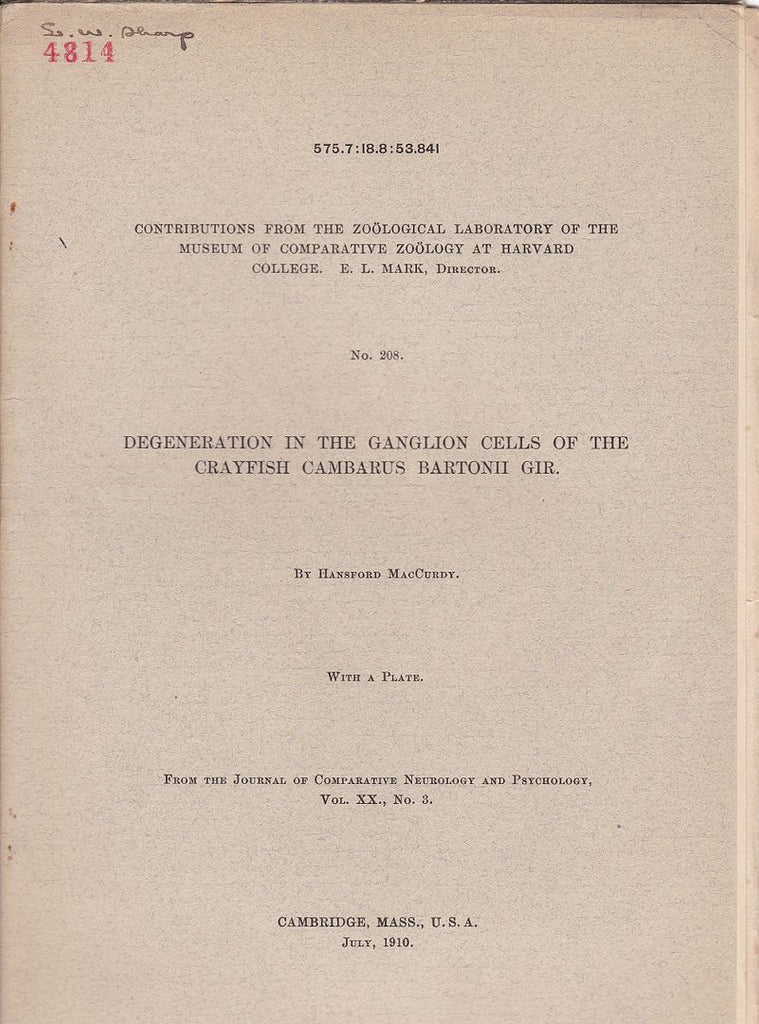 S. W. Sharp
4814
575.7:18.8:53.841
CONTRIBUTIONS FROM THE ZOÖLOGICAL LABORATORY OF THE
MUSEUM OF COMPARATIVE ZOÖLOGY AT HARVARD
COLLEGE. E. L. MARK, DIRECTOR.
No. 208.
DEGENERATION IN THE GANGLION CELLS OF THE
CRAYFISH CAMBARUS BARTONII GIR.
BY HANSFORD MACCURDY.
WITH A PLATE.
FROM THE JOURNAL OF COMPARATIVE NEUROLOGY AND PSYCHOLOGY,
VOL. XX., NO. 3.
CAMBRIDGE, MASS., U. S. A.
JULY, 1910.